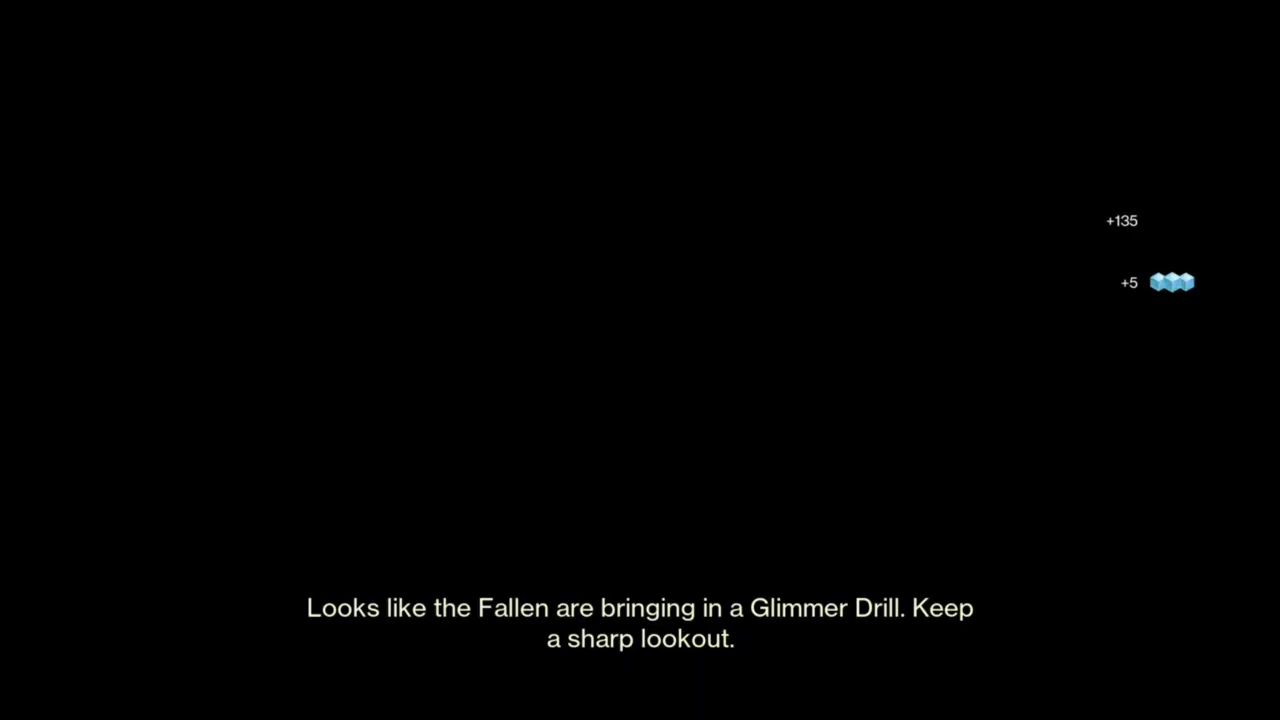 +135
+5
Looks like the Fallen are bringing in a Glimmer Drill. Keep
a sharp lookout.